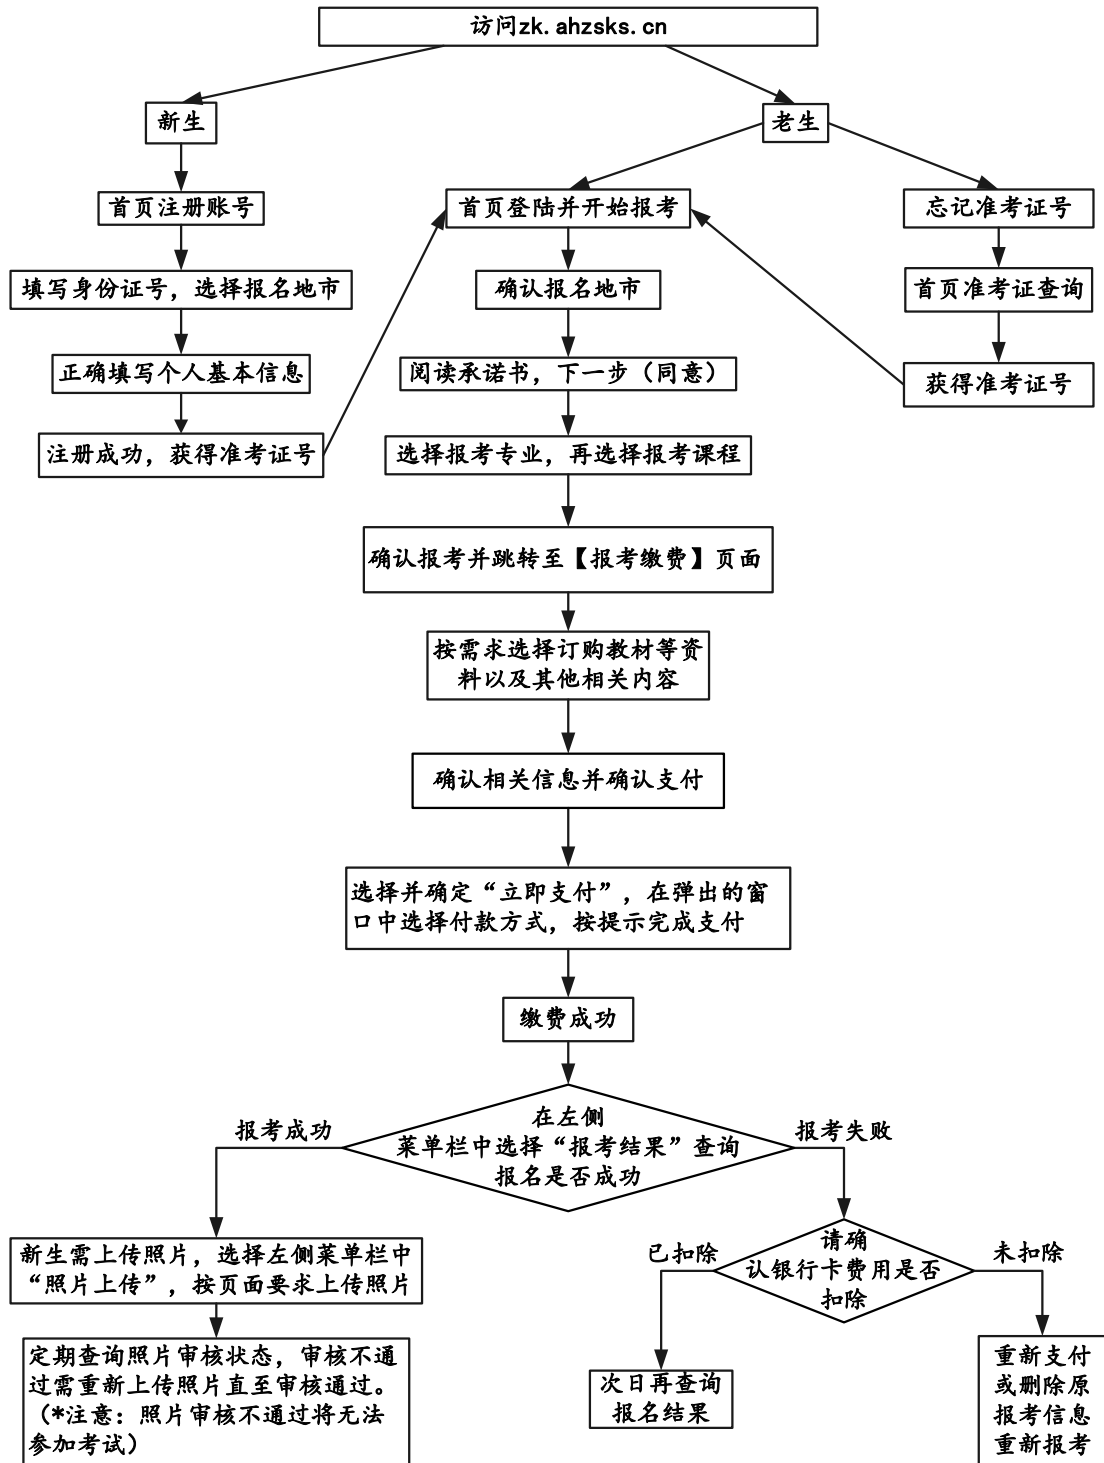 访问zk.ahzsks.cn
新生
老生
首页注册账号
首页登陆并开始报考
忘记准考证号
填写身份证号，选择报名地市
确认报名地市
首页准考证查询
正确填写个人基本信息
阅读承诺书，下一步（同意）
获得准考证号
注册成功，获得准考证号
选择报考专业，再选择报考课程
确认报考并跳转至【报考缴费】页面
按需求选择订购教材等资
料以及其他相关内容
确认相关信息并确认支付
选择并确定“立即支付”，在弹出的窗
口中选择付款方式，按提示完成支付
缴费成功
在左侧
菜单栏中选择“报考结果”查询
报名是否成功
报考成功
报考失败
新生需上传照片，选择左侧菜单栏中
“照片上传”，按页面要求上传照片
请确
认银行卡费用是否
扣除
已扣除
未扣除
定期查询照片审核状态，审核不通
过需重新上传照片直至审核通过。
（*注意：照片审核不通过将无法
参加考试）
次日再查询
报名结果
重新支付
或删除原
报考信息
重新报考